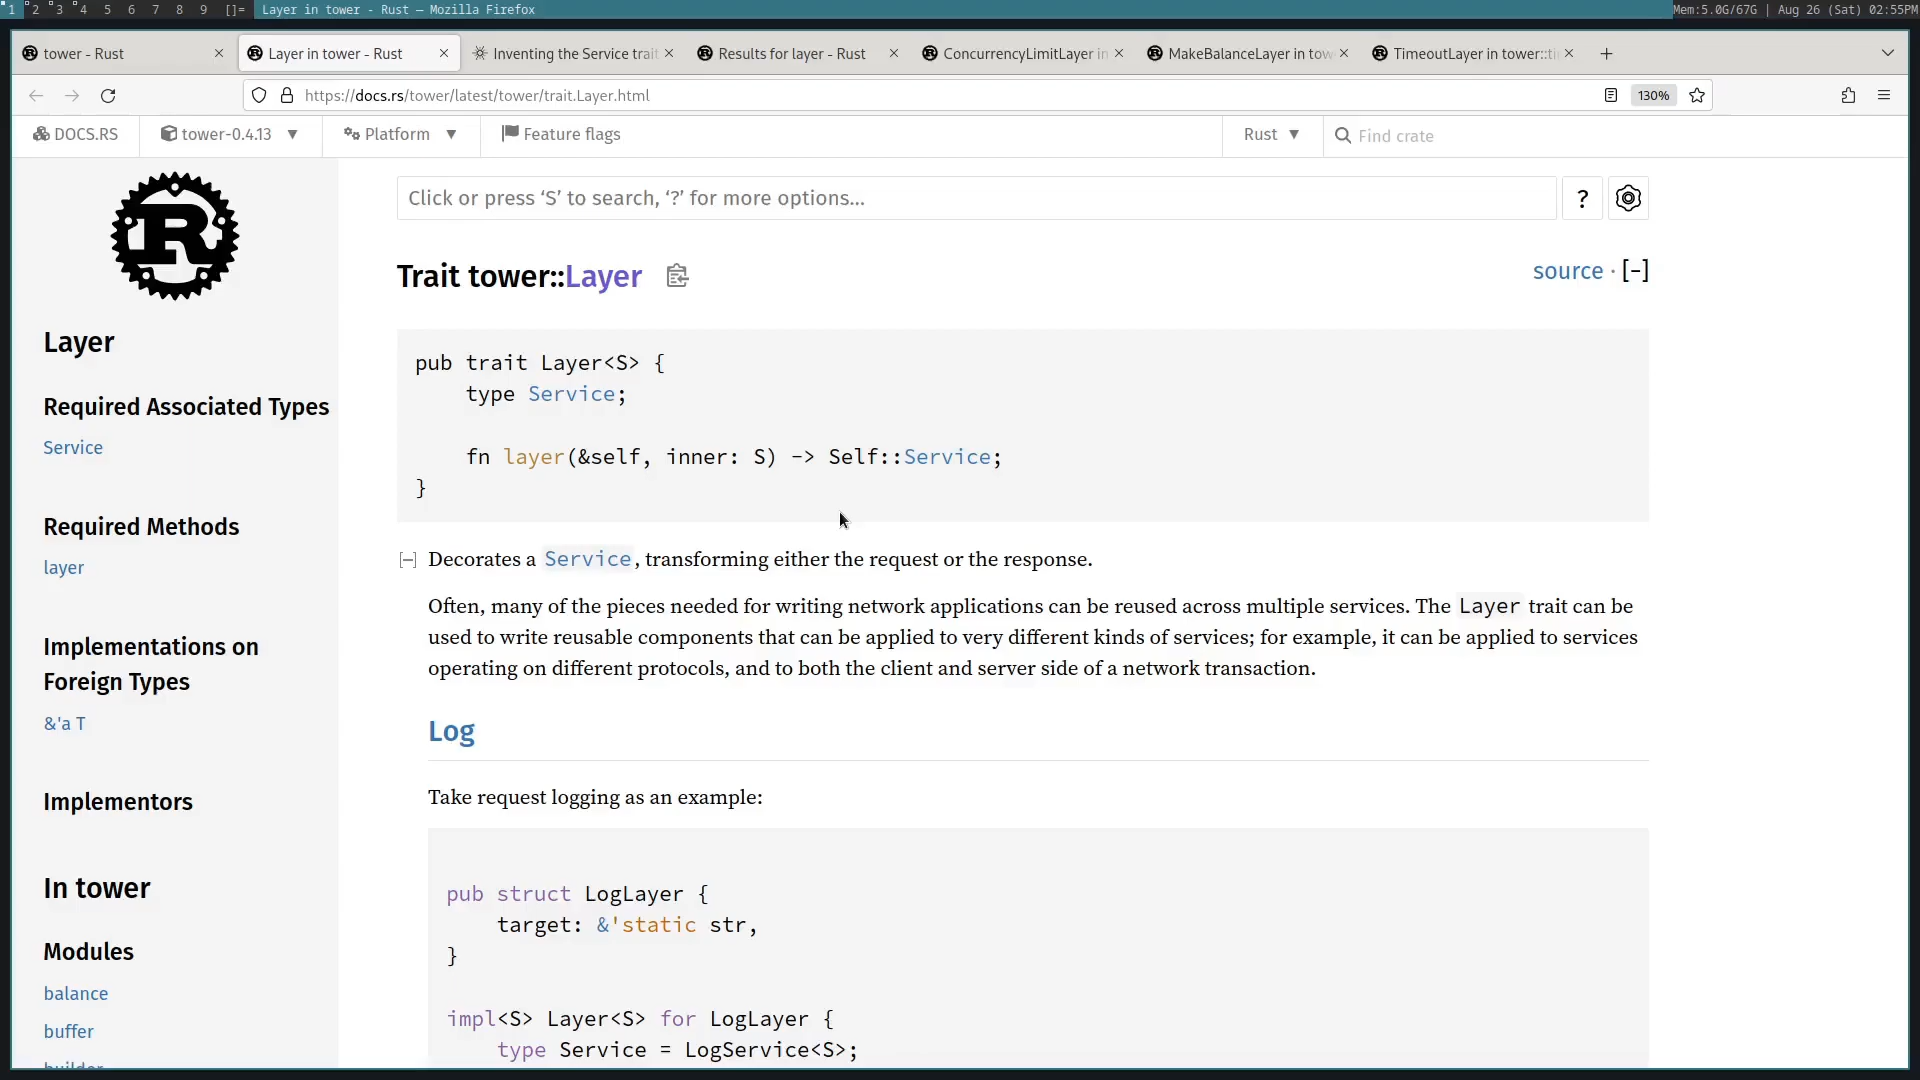 1 2 3 4 5 6 7 8 9 []= Layer in tower - Rust — Mozilla Firefox Mem:5.0G/67G | Aug 26 (Sat) 02:55PM
tower - Rust Layer in tower - Rust Inventing the Service trait Results for layer - Rust ConcurrencyLimitLayer in MakeBalanceLayer in tow TimeoutLayer in tower::ti
https://docs.rs/tower/latest/tower/trait.Layer.html 130%
DOCS.RS tower-0.4.13 Platform Feature flags Rust Find crate
Click or press ‘S’ to search, ‘?’ for more options… ?
Trait tower::Layer source · [-]
pub trait Layer<S> {
type Service;
fn layer(&self, inner: S) -> Self::Service;
}
[-] Decorates a Service, transforming either the request or the response.
Often, many of the pieces needed for writing network applications can be reused across multiple services. The Layer trait can be
used to write reusable components that can be applied to very different kinds of services; for example, it can be applied to services
operating on different protocols, and to both the client and server side of a network transaction.
Log
Take request logging as an example:
pub struct LogLayer {
target: &'static str,
}
impl<S> Layer<S> for LogLayer {
type Service = LogService<S>;
R
Layer
Required Associated Types
Service
Required Methods
layer
Implementations on
Foreign Types
&'a T
Implementors
In tower
Modules
balance
buffer
builder